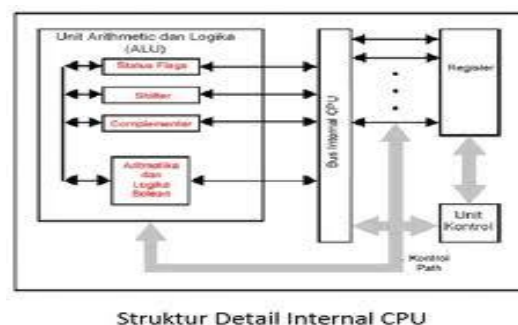 Unit Arithmetic dan Logika
(ALU)
Status Flags
Shifter
Complementer
Aritmetika
dan
Logika
Bolean
Bus Internal CPU
Register
Unit
Kontrol
Kontrol
Path
Struktur Detail Internal CPU